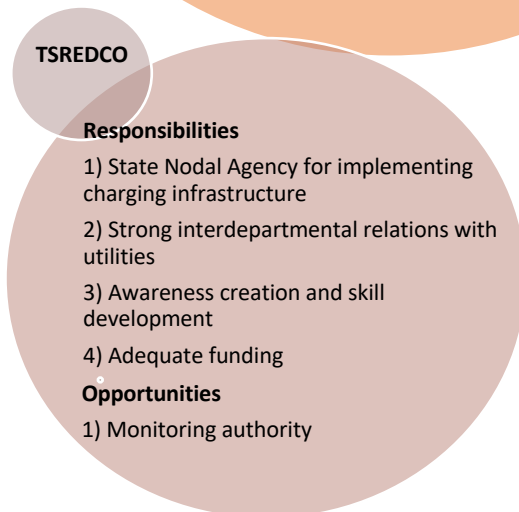 TSREDCO
Responsibilities
1) State Nodal Agency for implementing
charging infrastructure
2) Strong interdepartmental relations with
utilities
3) Awareness creation and skill
development
4) Adequate funding
Opportunities
1) Monitoring authority